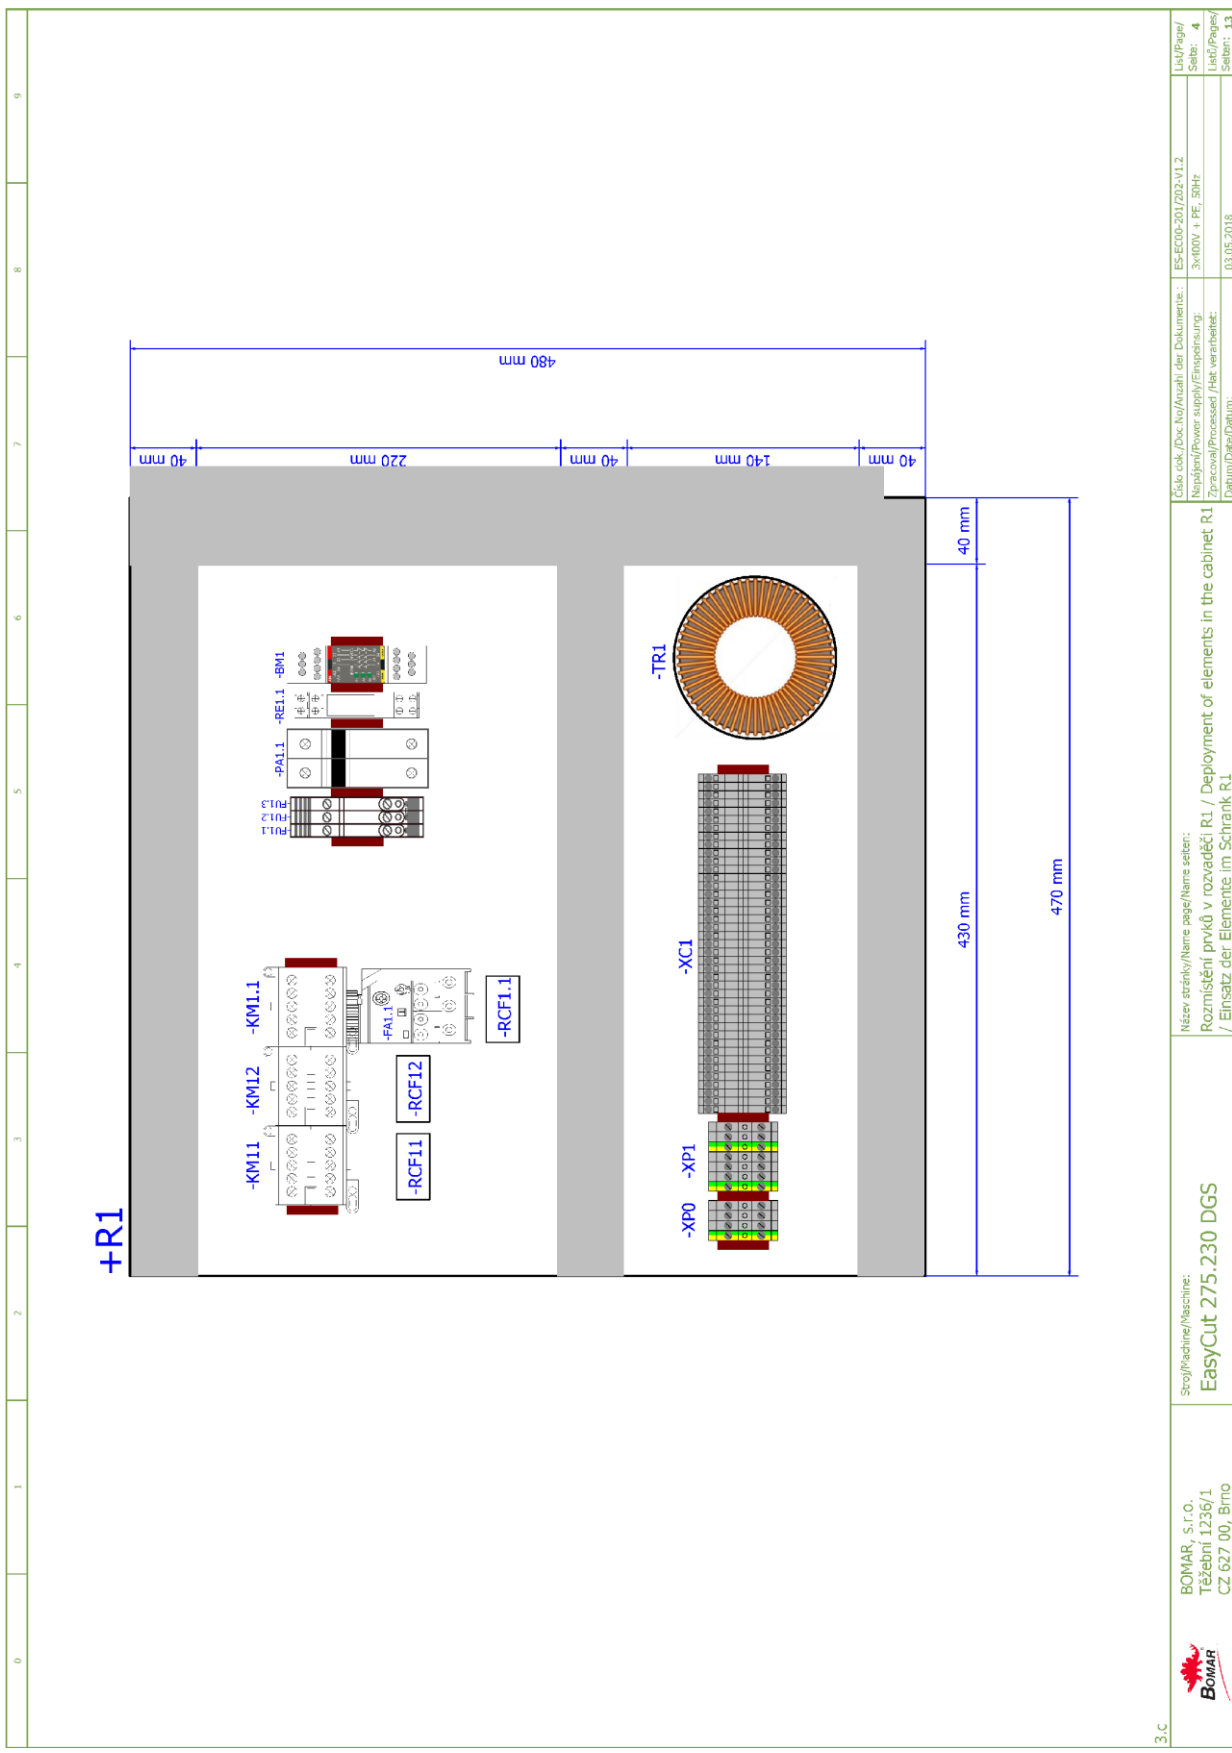 0 1 2 3 4 5 6 7 8 9
+R1
-KM11
-KM12
-KM1.1
-FA1.1
-RCF11
-RCF12
-RCF1.1
FU1.1
FU1.2
FU1.3
-PA1.1
-RE1.1
-BM1
-XP0
-XP1
-XC1
-TR1
40 mm
220 mm
40 mm
140 mm
40 mm
480 mm
430 mm
40 mm
470 mm
3.c
BOMAR
BOMAR, s.r.o.
Těžební 1236/1
CZ 627 00, Brno
Stroj/Machine/Maschine:
EasyCut 275.230 DGS
Název stránky/Name page/Name seiten:
Rozmístění prvků v rozvaděči R1 / Deployment of elements in the cabinet R1
/ Einsatz der Elemente im Schrank R1
Číslo dok./Doc.No/Anzahl der Dokumente.: ES-EC00-201/202-V1.2
Napájení/Power supply/Einspeisung: 3x400V + PE, 50Hz
Zpracoval/Processed /Hat verarbeitet:
Datum/Date/Datum: 03.05.2018
List/Page/
Seite: 4
Listů/Pages/
Seiten: 13